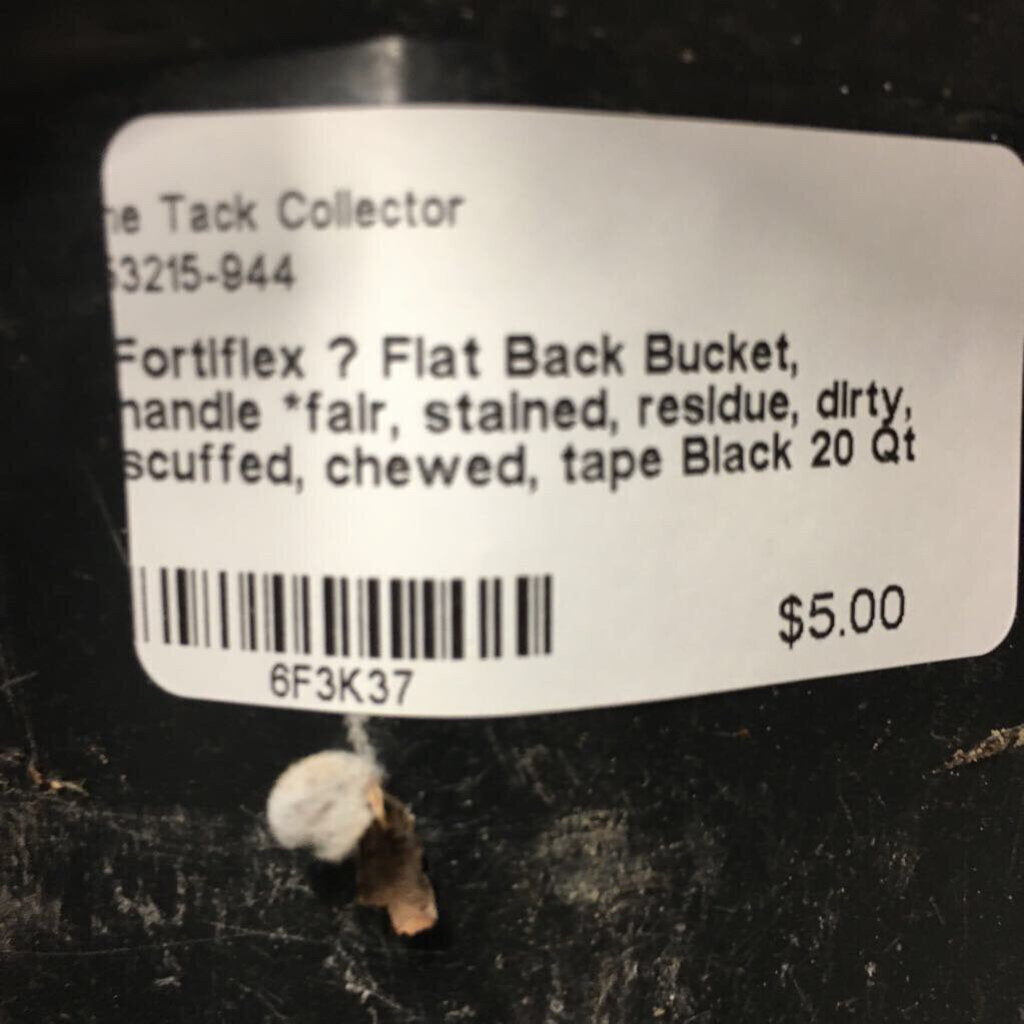 he Tack Collector
53215-944
Fortiflex ? Flat Back Bucket,
handle *fair, stained, residue, dirty,
scuffed, chewed, tape Black 20 Qt
6F3K37
$5.00